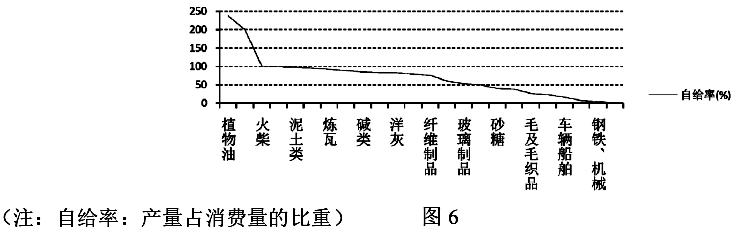 250
200
150
100
50
0
植物油
火柴
泥土类
炼瓦
碱类
洋灰
纤维制品
玻璃制品
砂糖
毛及毛织品
车辆船舶
钢铁、机械
自给率(%)
（注：自给率：产量占消费量的比重） 图 6